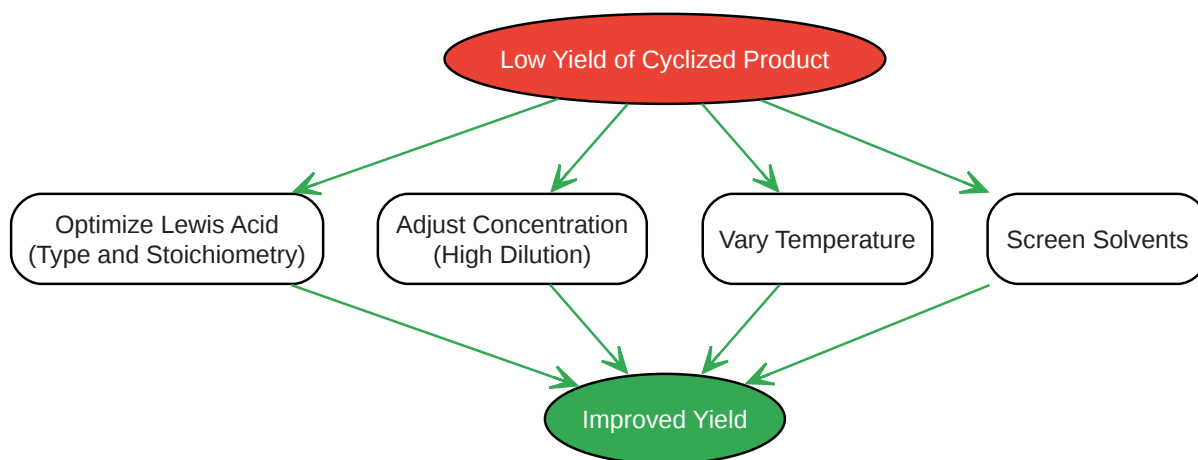 Low Yield of Cyclized Product
Optimize Lewis Acid
(Type and Stoichiometry)
Adjust Concentration
(High Dilution)
Vary Temperature
Screen Solvents
Improved Yield